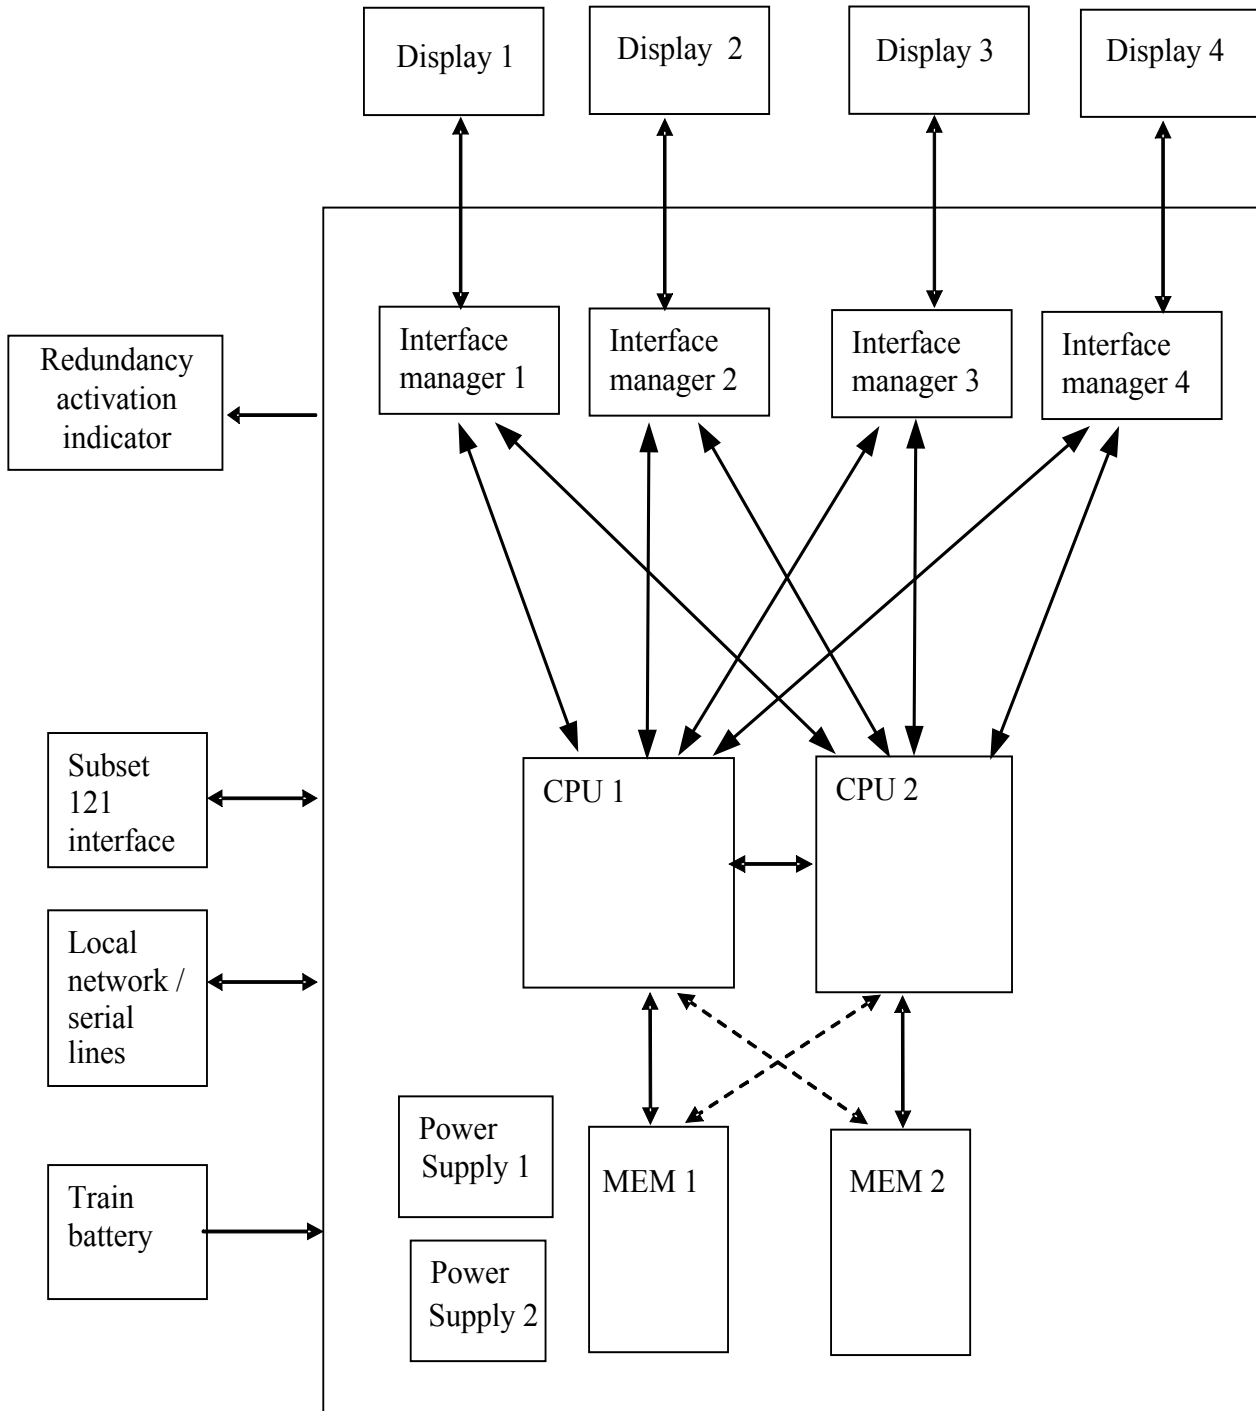 Display 1
Display 2
Display 3
Display 4
Interface
manager 1
Interface
manager 2
Interface
manager 3
Interface
manager 4
Redundancy
activation
indicator
Subset
121
interface
CPU 1
CPU 2
Local
network /
serial
lines
Power
Supply 1
MEM 1
MEM 2
Train
battery
Power
Supply 2